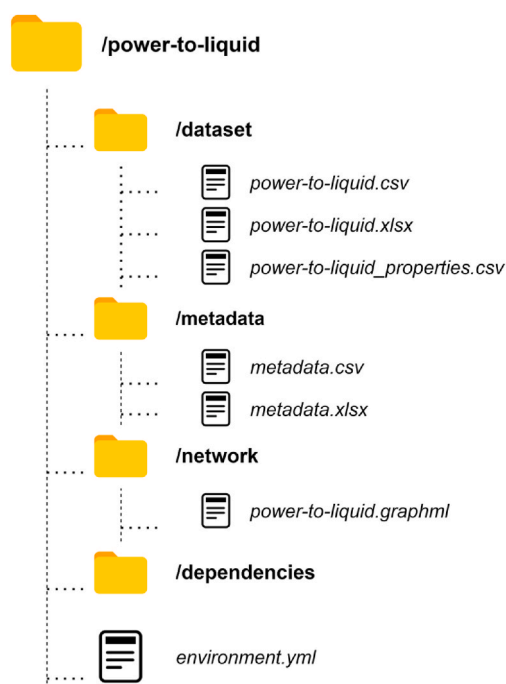 /power-to-liquid
/dataset
power-to-liquid.csv
power-to-liquid.xlsx
power-to-liquid_properties.csv
/metadata
metadata.csv
metadata.xlsx
/network
power-to-liquid.graphml
/dependencies
environment.yml